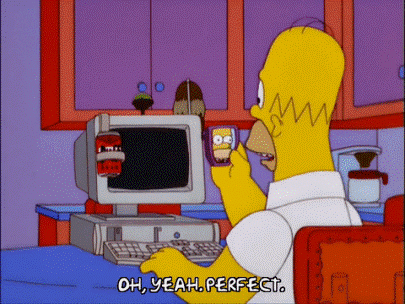 OH, YEAH. PERFECT.